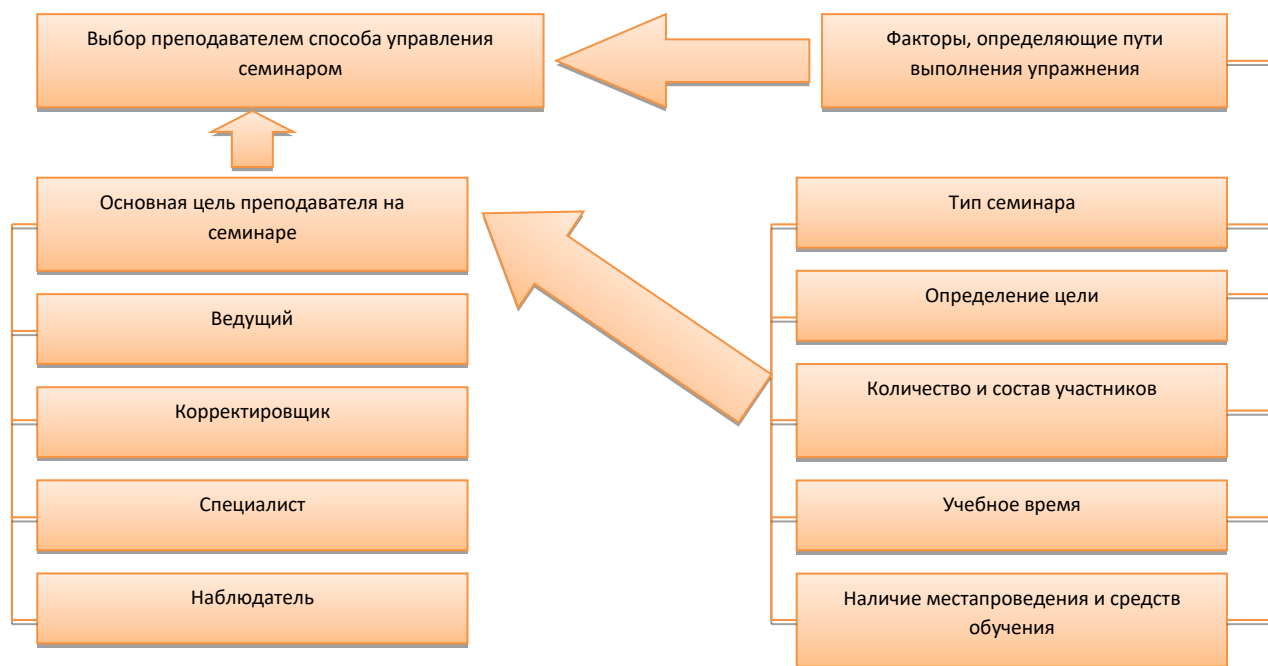 Выбор преподавателем способа управления
семинаром
Факторы, определяющие пути
выполнения упражнения
Основная цель преподавателя на
семинаре
Ведущий
Корректировщик
Специалист
Наблюдатель
Тип семинара
Определение цели
Количество и состав участников
Учебное время
Наличие местапроведения и средств
обучения